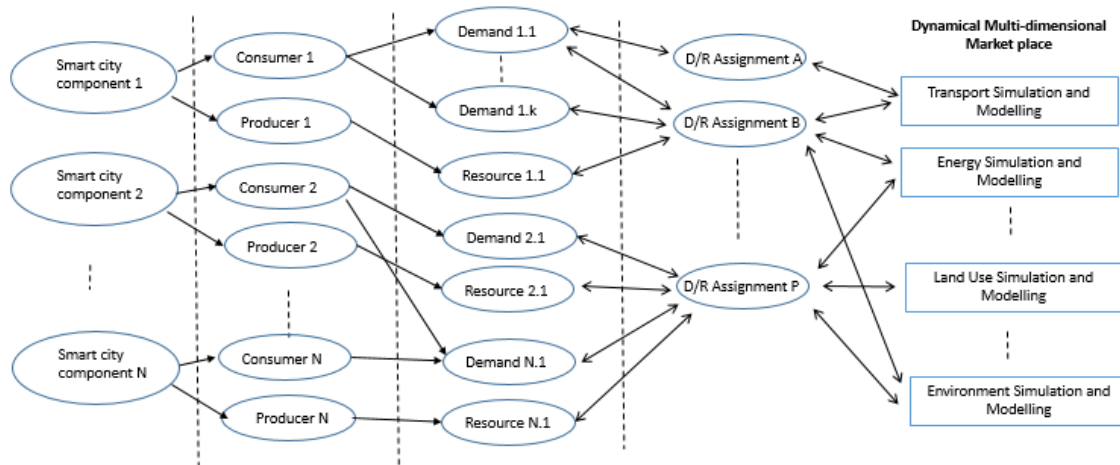 Smart city
component 1
Smart city
component 2
Smart city
component N
Consumer 1
Producer 1
Consumer 2
Producer 2
Consumer N
Producer N
Demand 1.1
Demand 1.k
Resource 1.1
Demand 2.1
Resource 2.1
Demand N.1
Resource N.1
D/R Assignment A
D/R Assignment B
D/R Assignment P
Dynamical Multi-dimensional
Market place
Transport Simulation and
Modelling
Energy Simulation and
Modelling
Land Use Simulation and
Modelling
Environment Simulation and
Modelling